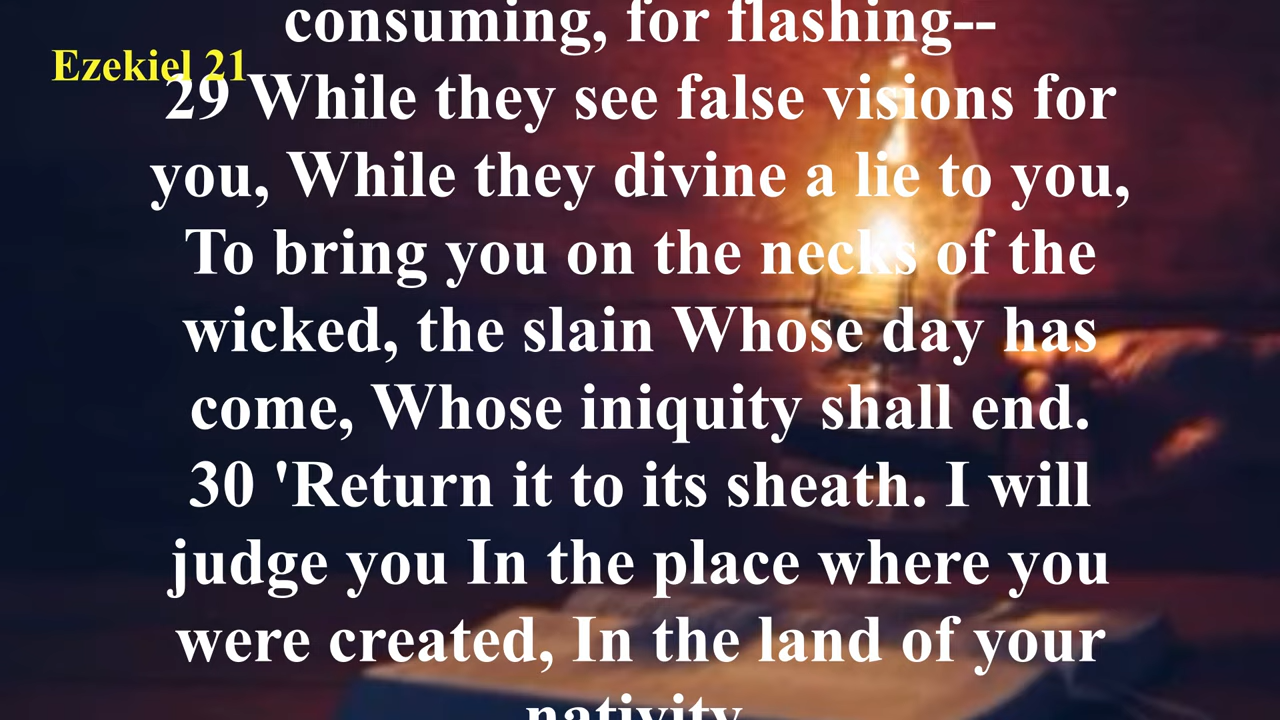 consuming, for flashing--
Ezekiel 21
29 While they see false visions for
you, While they divine a lie to you,
To bring you on the necks of the
wicked, the slain Whose day has
come, Whose iniquity shall end.
30 'Return it to its sheath. I will
judge you In the place where you
were created, In the land of your
nativity.